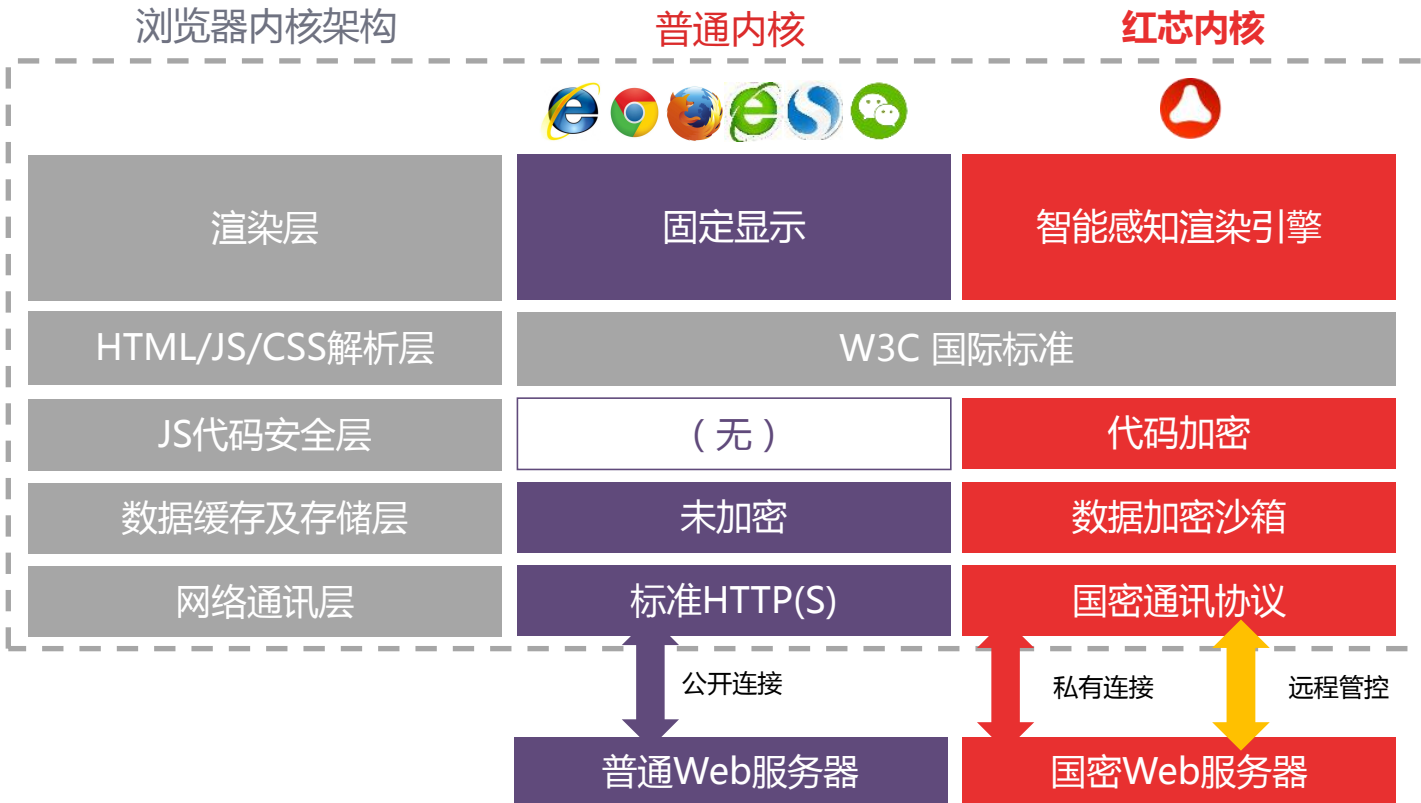 浏览器内核架构 普通内核 红芯内核
渲染层 固定显示 智能感知渲染引擎
HTML/JS/CSS解析层 W3C 国际标准
JS代码安全层 （无） 代码加密
数据缓存及存储层 未加密 数据加密沙箱
网络通讯层 标准HTTP(S) 国密通讯协议
公开连接 私有连接 远程管控
普通Web服务器 国密Web服务器